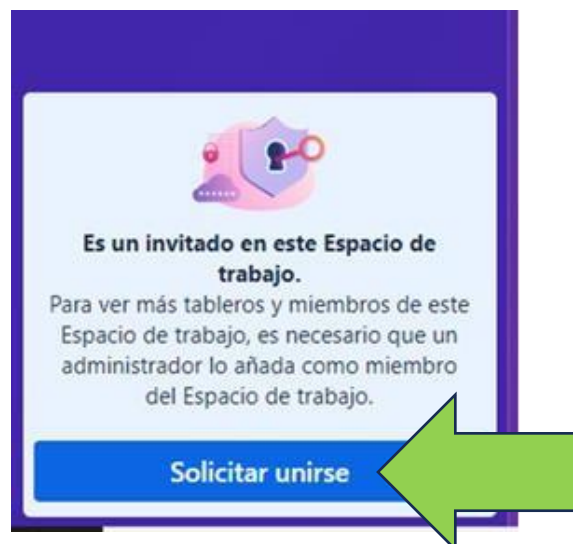 Es un invitado en este Espacio de
trabajo.
Para ver más tableros y miembros de este
Espacio de trabajo, es necesario que un
administrador lo añada como miembro
del Espacio de trabajo.
Solicitar unirse